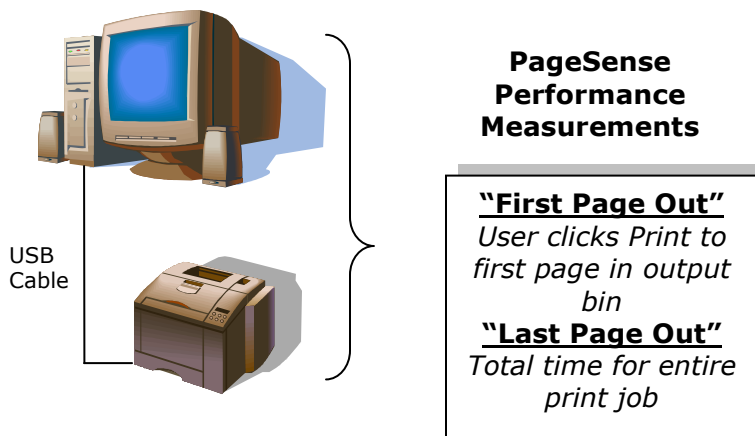 PageSense
Performance
Measurements
“First Page Out”
User clicks Print to
first page in output
bin
“Last Page Out”
Total time for entire
print job
USB
Cable